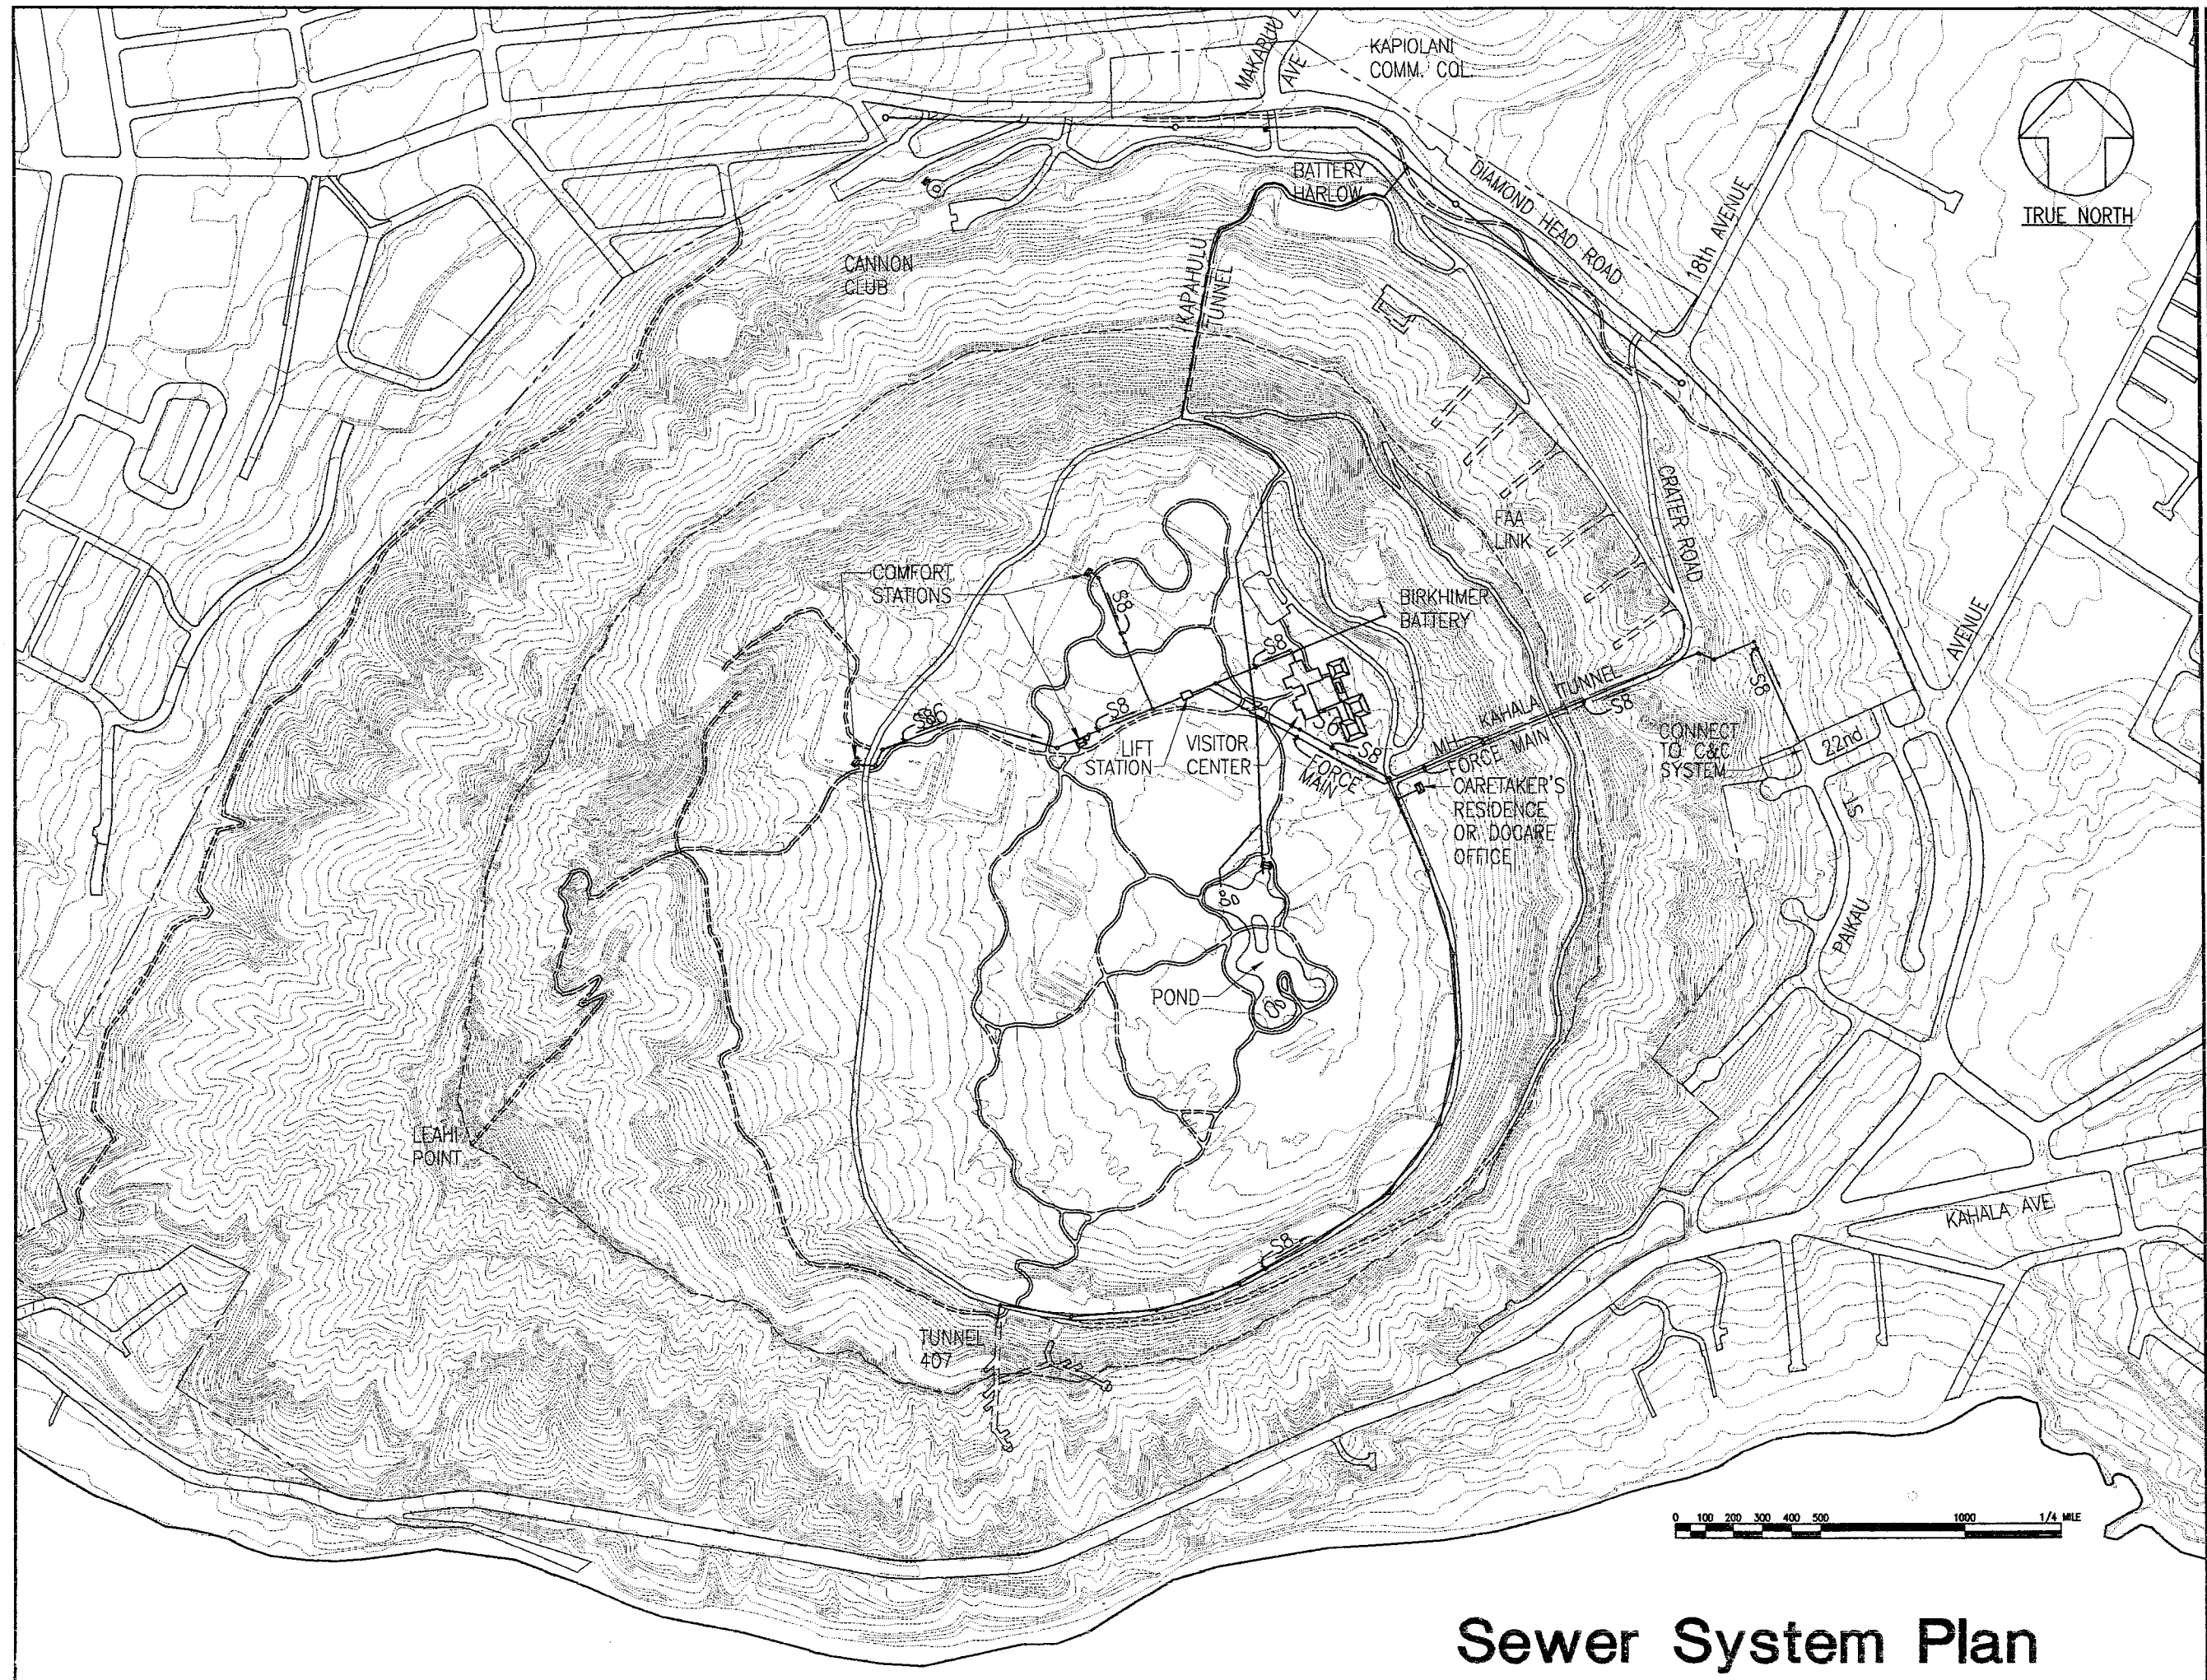 MAKAPUU
AVE
KAPIOLANI
COMM. COL.
TRUE NORTH
BATTERY
HARLOW
DIAMOND HEAD ROAD
18th AVENUE
CANNON
CLUB
KAPAHULU
TUNNEL
CRATER ROAD
FAA
LINK
COMFORT
STATIONS
S8
BIRKHIMER
BATTERY
AVENUE
S8
S8
S8
S6
S8
KAHALA TUNNEL
S8
LIFT
STATION
VISITOR
CENTER
FORCE
MAIN
MH
FORCE MAIN
CONNECT
TO C&C
SYSTEM
22nd
CARETAKER'S
RESIDENCE
OR DOCARE
OFFICE
ST
PAIKAU
POND
LEAHI
POINT
KAHALA AVE
S8
TUNNEL
407
0 100 200 300 400 500 1000 1/4 MILE
Sewer System Plan